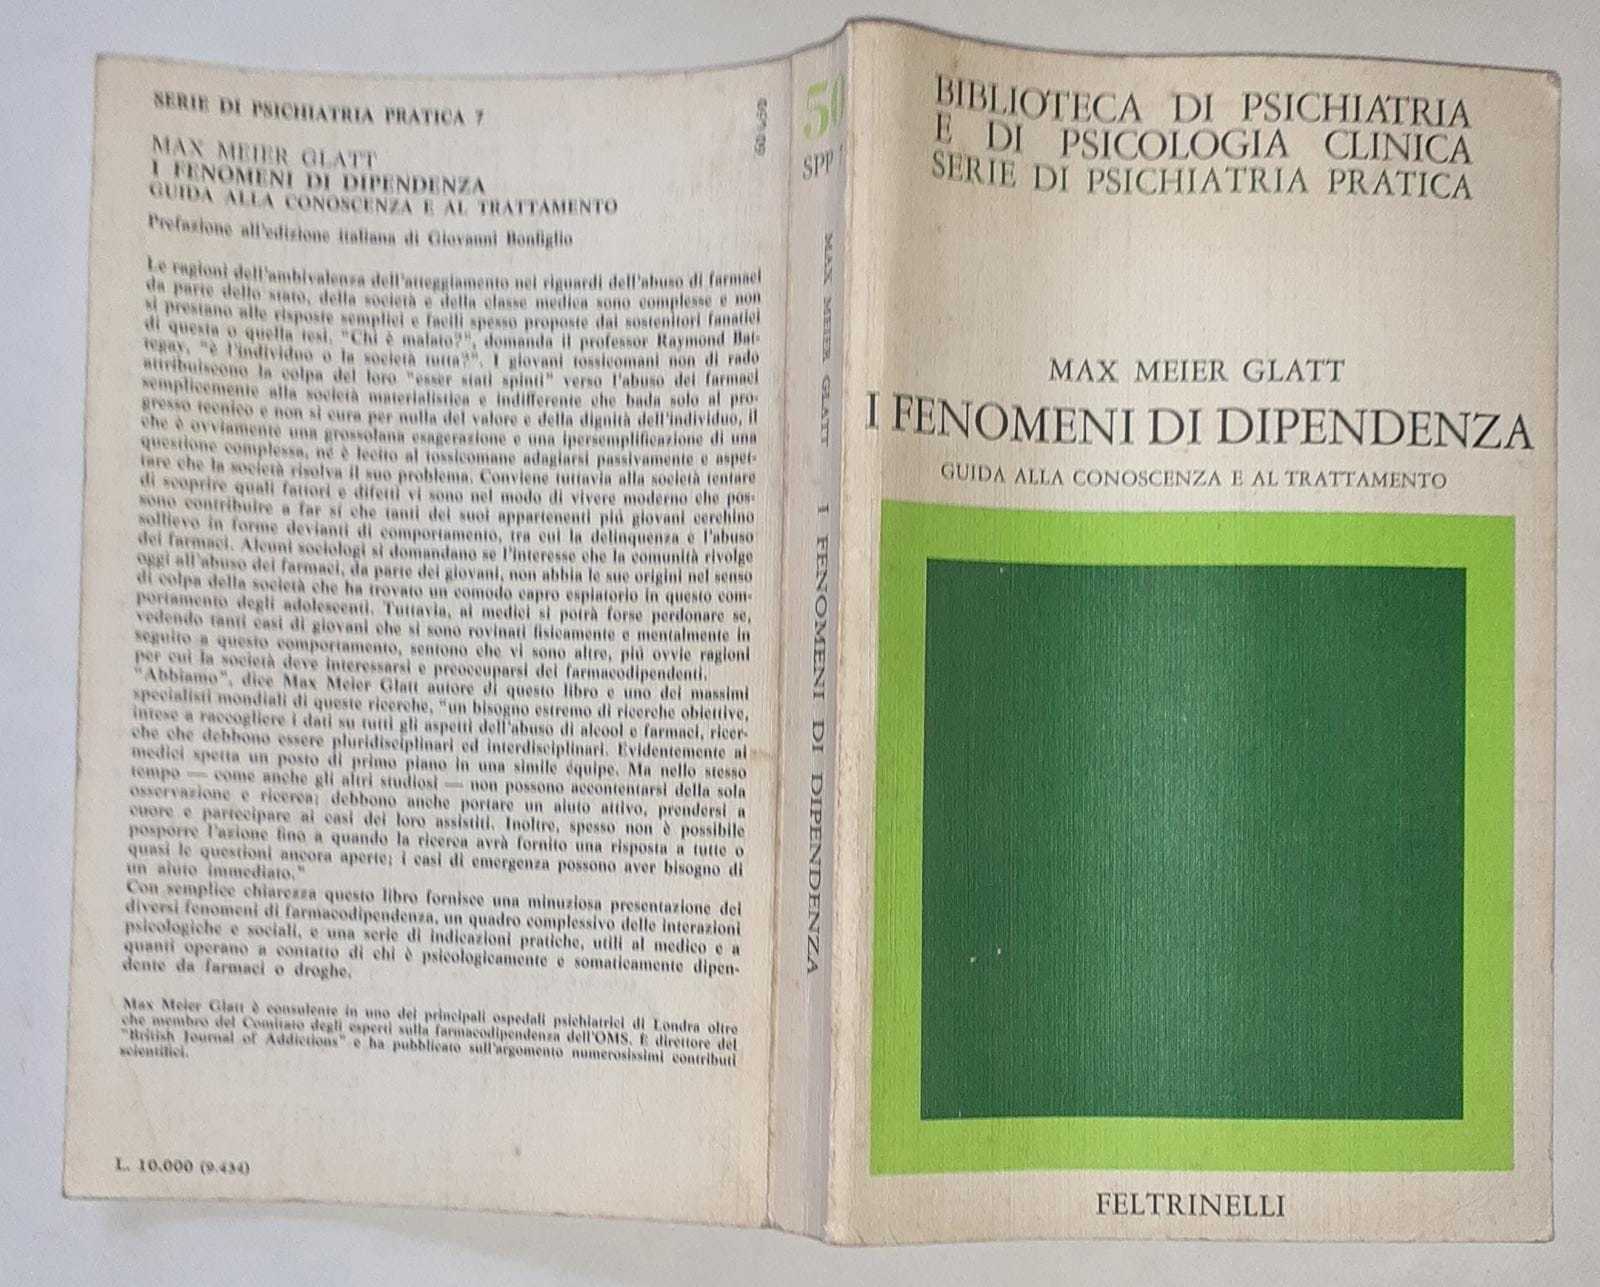 SERIE DI PSICHIATRIA PRATICA 7
MAX MEIER GLATT
I FENOMENI DI DIPENDENZA
GUIDA ALLA CONOSCENZA E AL TRATTAMENTO
Prefazione all'edizione italiana di Giovanni Bonfiglio
Le ragioni dell'ambivalenza dell'atteggiamento nei riguardi dell'abuso di farmaci
da parte dello stato, della società e della classe medica sono complesse e non
si prestano alle risposte semplici e facili spesso proposte dai sostenitori fanatici
di questa o quella tesi. "Chi è malato?", domanda il professor Raymond Bat-
tegay, "è l'individuo o la società tutta?". I giovani tossicomani non di rado
attribuiscono la colpa del loro "esser stati spinti" verso l'abuso dei farmaci
semplicemente alla società materialistica e indifferente che bada solo al pro-
gresso tecnico e non si cura per nulla del valore e della dignità dell'individuo, il
che è ovviamente una grossolana esagerazione e una ipersemplificazione di una
questione complessa, né è lecito al tossicomane adagiarsi passivamente e aspet-
tare che la società risolva il suo problema. Conviene tuttavia alla società tentare
di scoprire quali fattori e difetti vi sono nel modo di vivere moderno che pos-
sono contribuire a far sí che tanti dei suoi appartenenti piú giovani cerchino
sollievo in forme devianti di comportamento, tra cui la delinquenza e l'abuso
dei farmaci. Alcuni sociologi si domandano se l'interesse che la comunità rivolge
oggi all'abuso dei farmaci, da parte dei giovani, non abbia le sue origini nel senso
di colpa della società che ha trovato un comodo capro espiatorio in questo com-
portamento degli adolescenti. Tuttavia, ai medici si potrà forse perdonare se,
vedendo tanti casi di giovani che si sono rovinati fisicamente e mentalmente in
seguito a questo comportamento, sentono che vi sono altre, piú ovvie ragioni
per cui la società deve interessarsi e preoccuparsi dei farmacodipendenti.
"Abbiamo", dice Max Meier Glatt autore di questo libro e uno dei massimi
specialisti mondiali di queste ricerche, "un bisogno estremo di ricerche obiettive,
intese a raccogliere i dati su tutti gli aspetti dell'abuso di alcool e farmaci, ricer-
che che debbono essere pluridisciplinari ed interdisciplinari. Evidentemente ai
medici spetta un posto di primo piano in una simile équipe. Ma nello stesso
tempo — come anche gli altri studiosi — non possono accontentarsi della sola
osservazione e ricerca; debbono anche portare un aiuto attivo, prendersi a
cuore e partecipare ai casi dei loro assistiti. Inoltre, spesso non è possibile
posporre l'azione fino a quando la ricerca avrà fornito una risposta a tutte o
quasi le questioni ancora aperte; i casi di emergenza possono aver bisogno di
un aiuto immediato."
Con semplice chiarezza questo libro fornisce una minuziosa presentazione dei
diversi fenomeni di farmacodipendenza, un quadro complessivo delle interazioni
psicologiche e sociali, e una serie di indicazioni pratiche, utili al medico e a
quanti operano a contatto di chi è psicologicamente e somaticamente dipen-
dente da farmaci o droghe.
Max Meier Glatt è consulente in uno dei principali ospedali psichiatrici di Londra oltre
che membro del Comitato degli esperti sulla farmacodipendenza dell'OMS. È direttore del
"British Journal of Addictions" e ha pubblicato sull'argomento numerosissimi contributi
scientifici.
L. 10.000 (9.434)
50
SPP
MAX MEIER GLATT I FENOMENI DI DIPENDENZA
BIBLIOTECA DI PSICHIATRIA
E DI PSICOLOGIA CLINICA
SERIE DI PSICHIATRIA PRATICA
MAX MEIER GLATT
I FENOMENI DI DIPENDENZA
GUIDA ALLA CONOSCENZA E AL TRATTAMENTO
FELTRINELLI